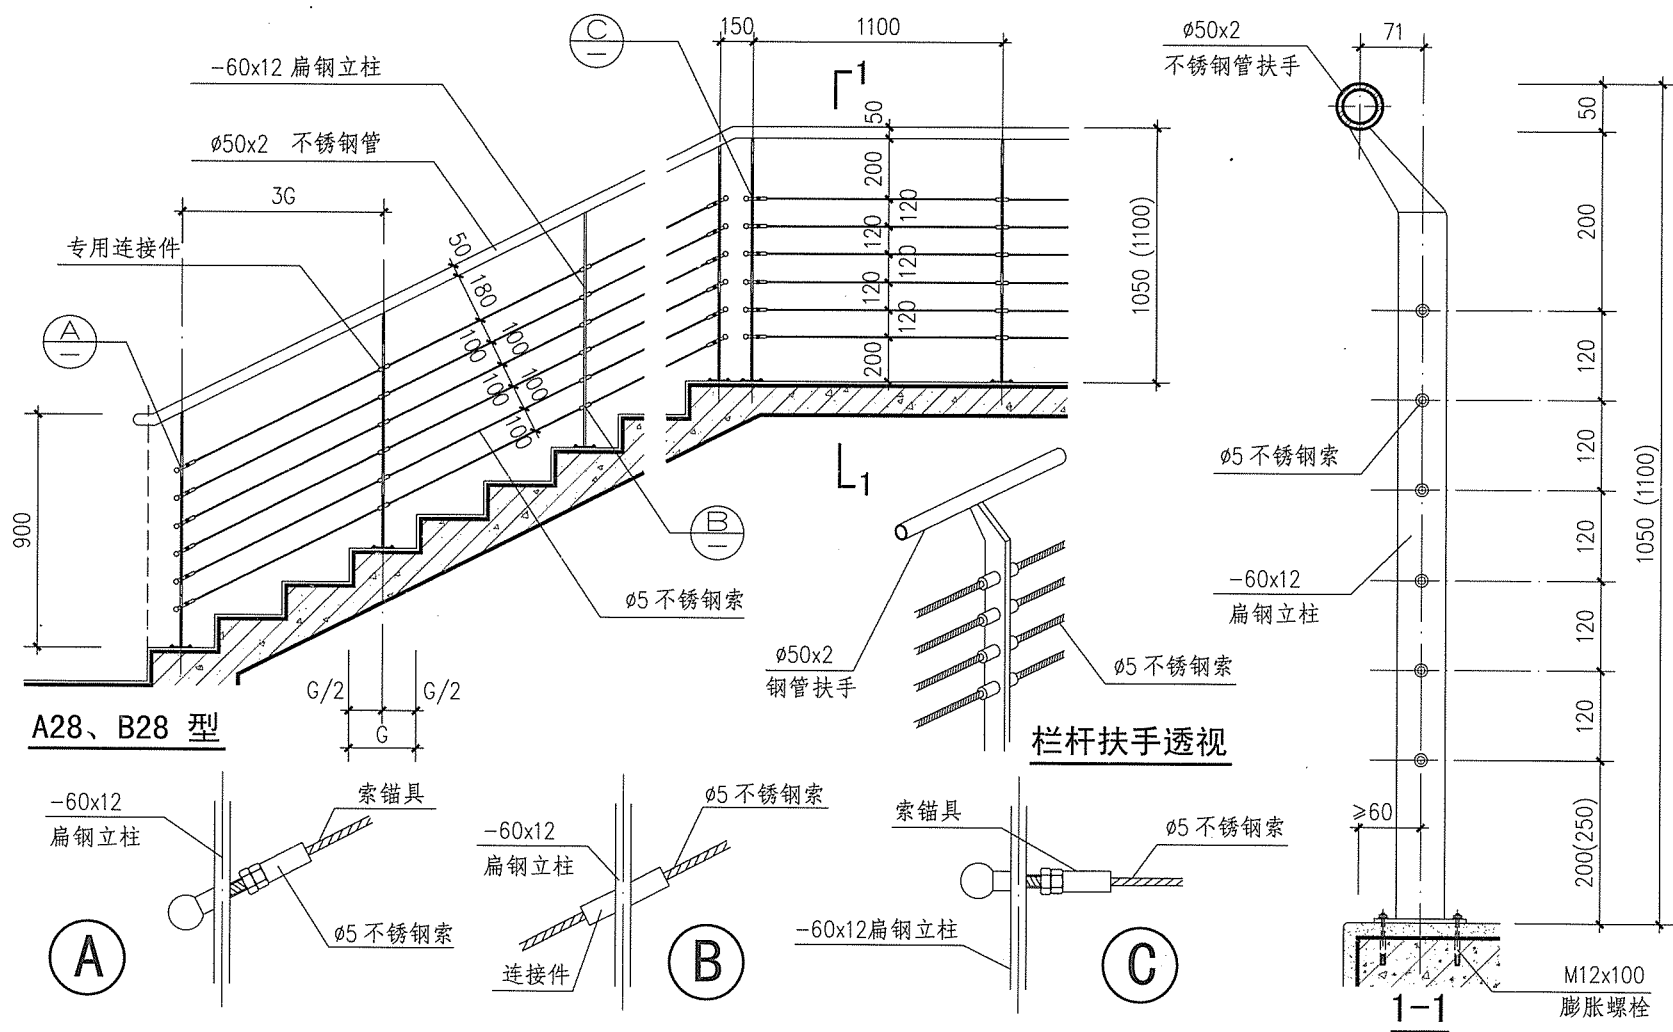 C
—
150
1100
-60x12 扁钢立柱
ø50x2 不锈钢管
3G
专用连接件
A
—
900
50
180
100
100
100
100
100
1
50
200
120
120
120
120
120
200
1050 (1100)
B
—
ø5 不锈钢索
G/2
G/2
G
A28、B28 型
1
ø50x2
钢管扶手
ø5 不锈钢索
栏杆扶手透视
ø50x2
不锈钢管扶手
71
50
200
120
120
120
120
120
200(250)
1050 (1100)
ø5 不锈钢索
-60x12
扁钢立柱
≥60
M12x100
膨胀螺栓
1-1
-60x12
扁钢立柱
索锚具
ø5 不锈钢索
A
-60x12
扁钢立柱
ø5 不锈钢索
连接件
B
索锚具
ø5 不锈钢索
-60x12扁钢立柱
C